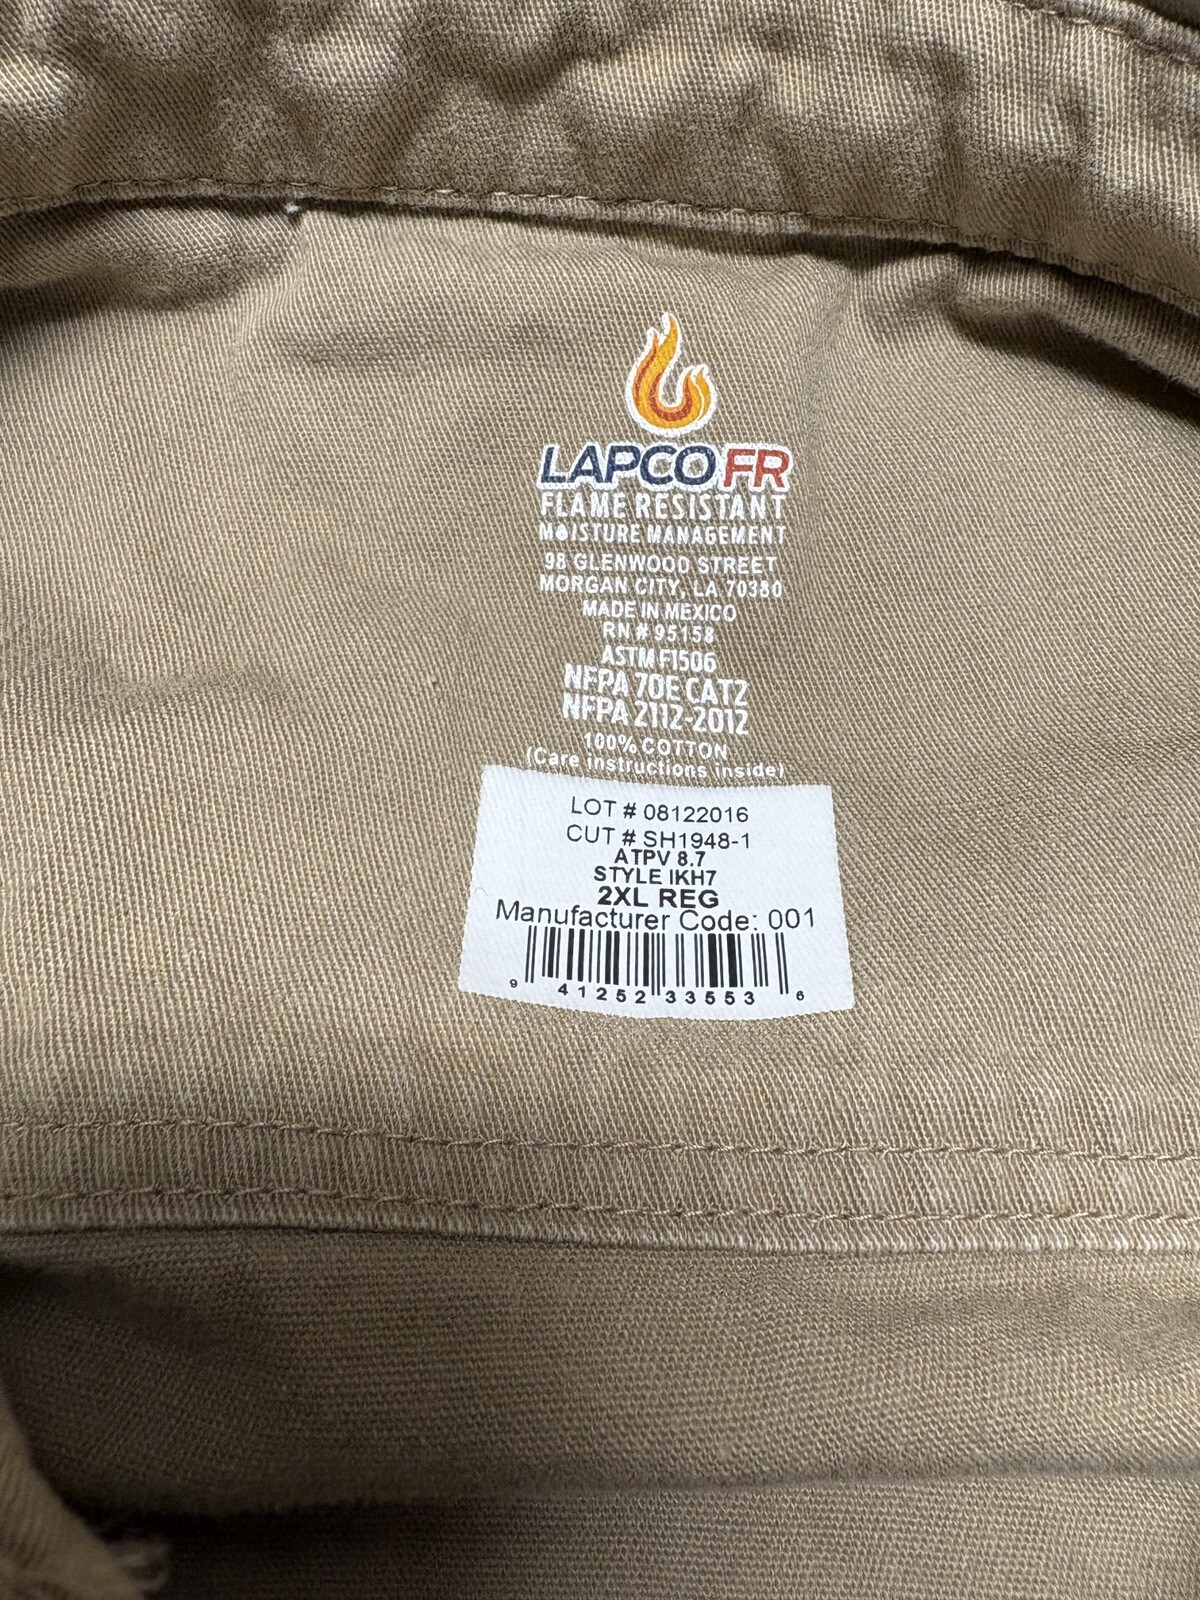 LAPCO FR
FLAME RESISTANT
MOISTURE MANAGEMENT
98 GLENWOOD STREET
MORGAN CITY, LA 70380
MADE IN MEXICO
RN # 95158
ASTM F1506
NFPA 70E CAT2
NFPA 2112-2012
100% COTTON
(Care instructions inside)
LOT # 08122016
CUT # SH1948-1
ATPV 8.7
STYLE IKH7
2XL REG
Manufacturer Code: 001
9 41252 33553 6